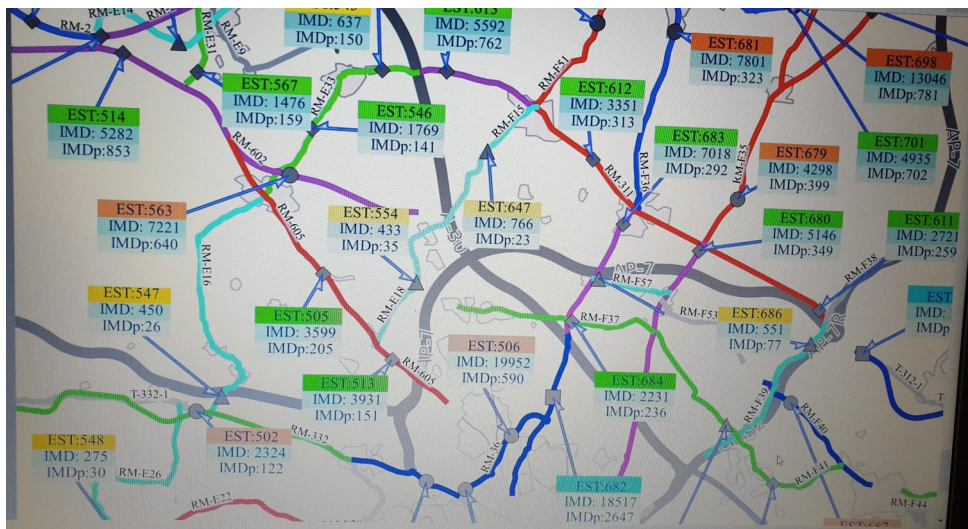 RM-E14
RM-2
RM-E31
RM-E9
IMD: 637
IMDp:150
IMD: 5592
IMDp: 762
RM-F51
EST:681
IMD: 7801
IMDp:323
EST:698
IMD: 13046
IMDp:781
AP-7
EST:567
IMD: 1476
IMDp:159
RM-E33
EST:514
IMD: 5282
IMDp:853
EST:546
IMD: 1769
IMDp:141
RM-F15
EST:612
IMD: 3351
IMDp:313
EST:683
IMD: 7018
IMDp:292
RM-F35
RM-F36
RM-311
EST:679
IMD: 4298
IMDp:399
EST:701
IMD: 4935
IMDp:702
RM-602
RM-605
EST:563
IMD: 7221
IMDp:640
EST:554
IMD: 433
IMDp:35
EST:647
IMD: 766
IMDp:23
EST:680
IMD: 5146
IMDp:349
EST:611
IMD: 2721
IMDp:259
RM-E16
AP-7
RM-F57
RM-F38
RM-E18
RM-F37
RM-F53
EST:547
IMD: 450
IMDp:26
EST:505
IMD: 3599
IMDp:205
AP-7
EST:506
IMD: 19952
IMDp:590
EST:686
IMD: 551
IMDp:77
EST
IMD:
IMDp
AP-7R
T-312-1
EST:513
IMD: 3931
IMDp:151
RM-605
EST:684
IMD: 2231
IMDp:236
RM-F39
RM-F40
T-332-1
EST:502
IMD: 2324
IMDp:122
RM-332
EST:548
IMD: 275
IMDp:30
RM-E26
RM-36
EST:682
IMD: 18517
IMDp:2647
RM-F41
RM-F44
RM-E22